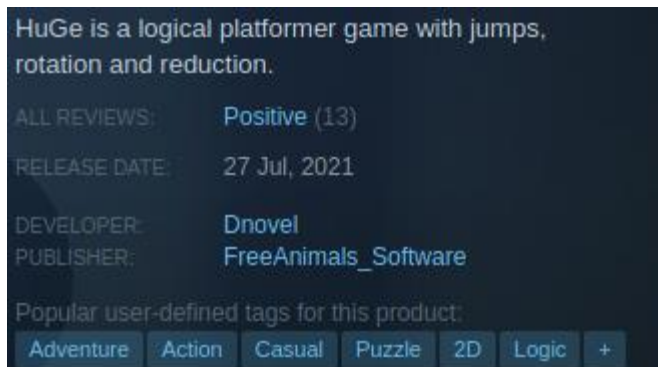 HuGe is a logical platformer game with jumps,
rotation and reduction.
ALL REVIEWS: Positive (13)
RELEASE DATE: 27 Jul, 2021
DEVELOPER: Dnovel
PUBLISHER: FreeAnimals_Software
Popular user-defined tags for this product:
Adventure Action Casual Puzzle 2D Logic +